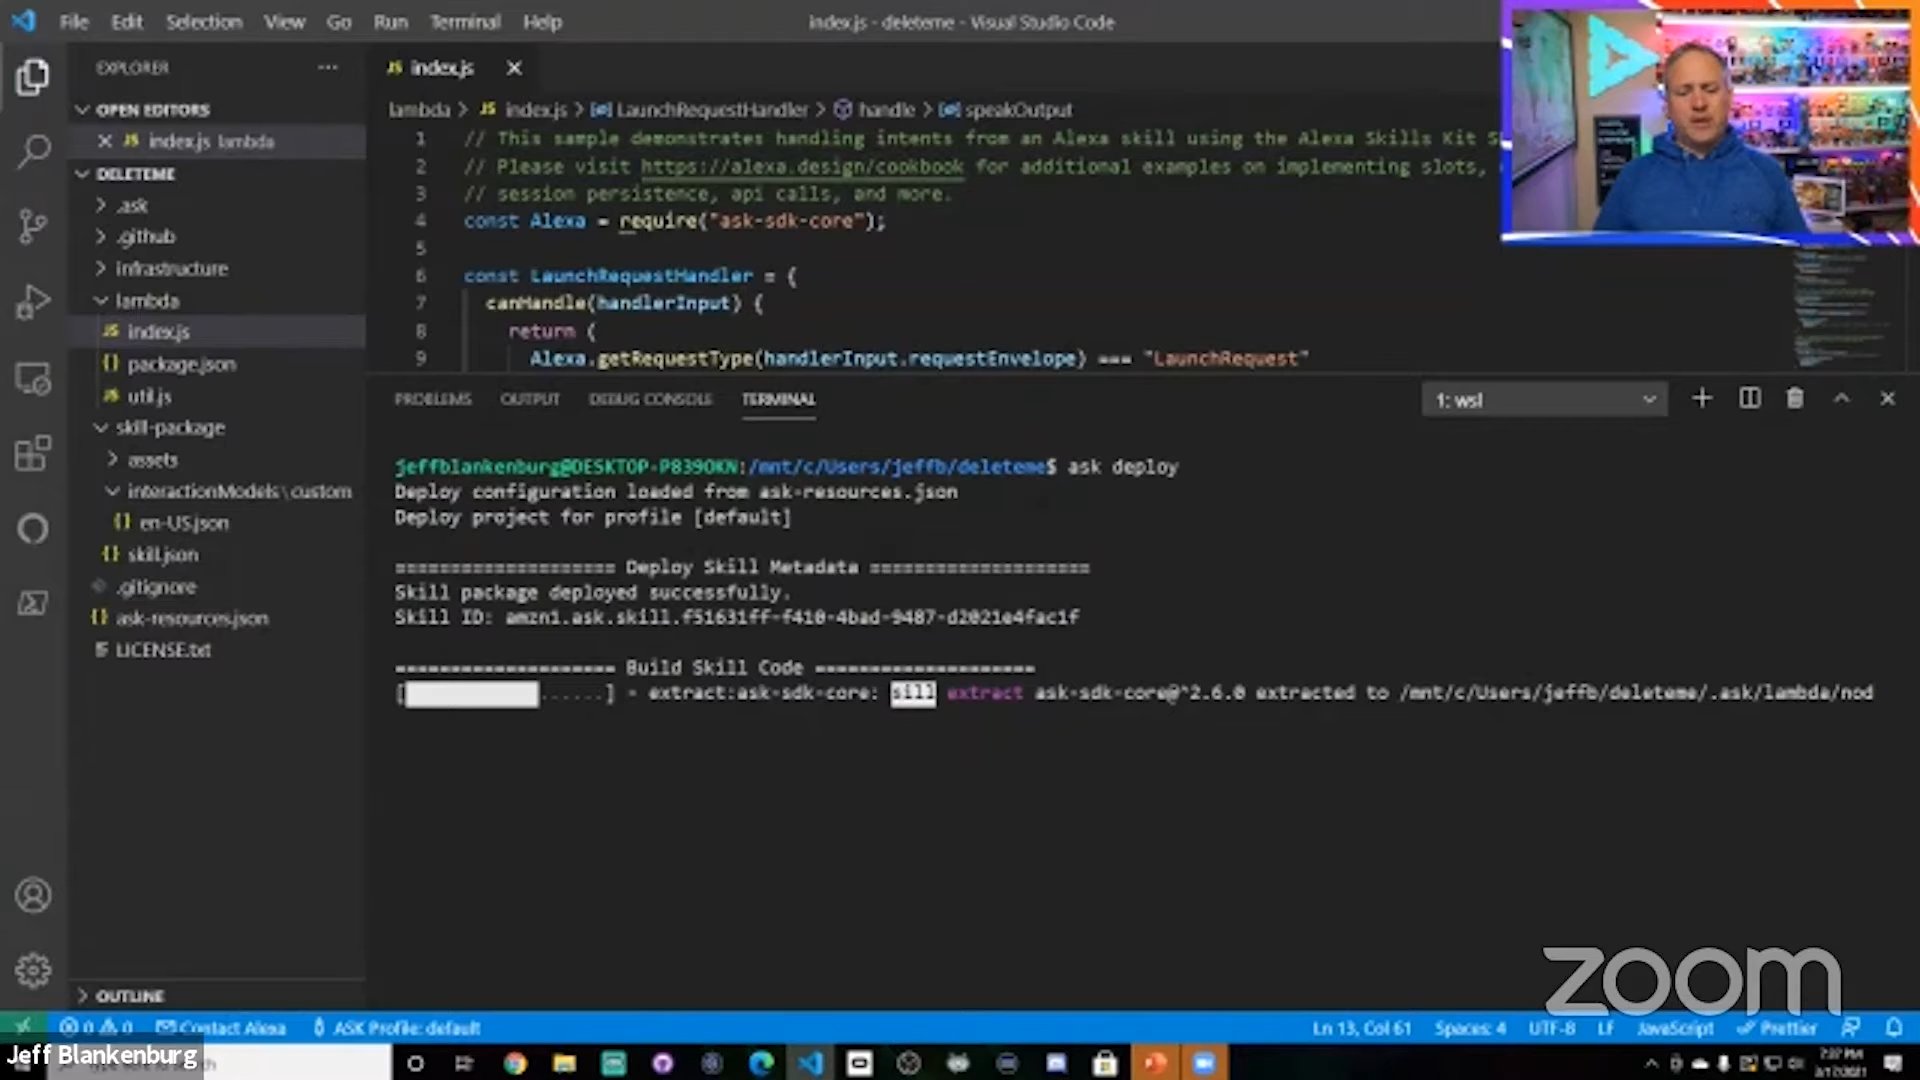 File Edit Selection View Go Run Terminal Help
index.js - deleteme - Visual Studio Code
EXPLORER
OPEN EDITORS
index.js lambda
DELETEME
.ask
.github
infrastructure
lambda
index.js
package.json
util.js
skill-package
assets
interactionModels\custom
en-US.json
skill.json
.gitignore
ask-resources.json
LICENSE.txt
OUTLINE
JS index.js
lambda > JS index.js > LaunchRequestHandler > handle > speakOutput
1 // This sample demonstrates handling intents from an Alexa skill using the Alexa Skills Kit S
2 // Please visit https://alexa.design/cookbook for additional examples on implementing slots,
3 // session persistence, api calls, and more.
4 const Alexa = require("ask-sdk-core");
5
6 const LaunchRequestHandler = {
7 canHandle(handlerInput) {
8 return (
9 Alexa.getRequestType(handlerInput.requestEnvelope) === "LaunchRequest"
PROBLEMS OUTPUT DEBUG CONSOLE TERMINAL
1: wsl
jeffblankenburg@DESKTOP-P839OKN:/mnt/c/Users/jeffb/deleteme$ ask deploy
Deploy configuration loaded from ask-resources.json
Deploy project for profile [default]
==================== Deploy Skill Metadata ====================
Skill package deployed successfully.
Skill ID: amzn1.ask.skill.f51631ff-f410-4bad-9487-d2021e4fac1f
==================== Build Skill Code ====================
[ ......] - extract:ask-sdk-core: sill extract ask-sdk-core@^2.6.0 extracted to /mnt/c/Users/jeffb/deleteme/.ask/lambda/nod
zoom
0 0 Contact Alexa ASK Profile: default
Ln 13, Col 61 Spaces: 4 UTF-8 LF JavaScript Prettier
Jeff Blankenburg
7:37 PM